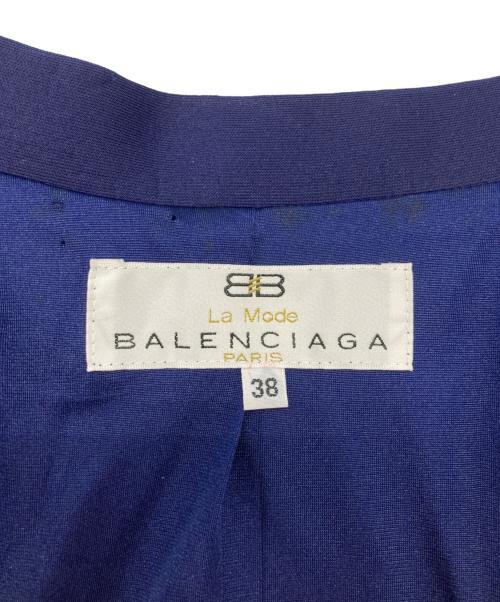 BB
La Mode
BALENCIAGA
PARIS
38